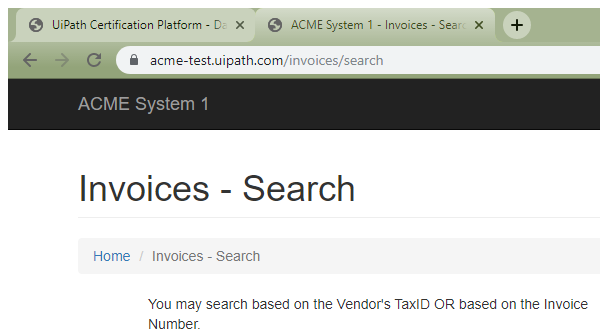 UiPath Certification Platform - Da
ACME System 1 - Invoices - Searc
acme-test.uipath.com/invoices/search
ACME System 1
Invoices - Search
Home / Invoices - Search
You may search based on the Vendor's TaxID OR based on the Invoice
Number.